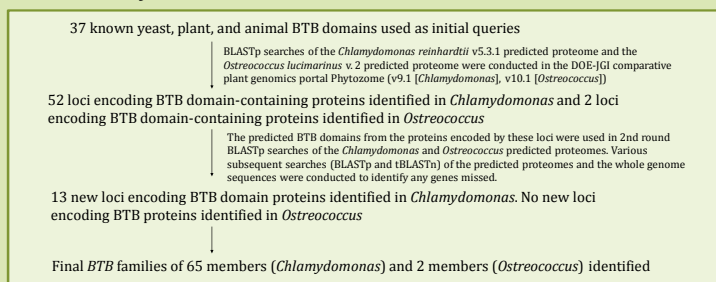 37 known yeast, plant, and animal BTB domains used as initial queries
BLASTp searches of the Chlamydomonas reinhardtii v5.3.1 predicted proteome and the
Ostreococcus lucimarinus v. 2 predicted proteome were conducted in the DOE-JGI comparative
plant genomics portal Phytozome (v9.1 [Chlamydomonas], v10.1 [Ostreococcus])
52 loci encoding BTB domain-containing proteins identified in Chlamydomonas and 2 loci
encoding BTB domain-containing proteins identified in Ostreococcus
The predicted BTB domains from the proteins encoded by these loci were used in 2nd round
BLASTp searches of the Chlamydomonas and Ostreococcus predicted proteomes. Various
subsequent searches (BLASTp and tBLASTn) of the predicted proteomes and the whole genome
sequences were conducted to identify any genes missed.
13 new loci encoding BTB domain proteins identified in Chlamydomonas. No new loci
encoding BTB proteins identified in Ostreococcus
Final BTB families of 65 members (Chlamydomonas) and 2 members (Ostreococcus) identified